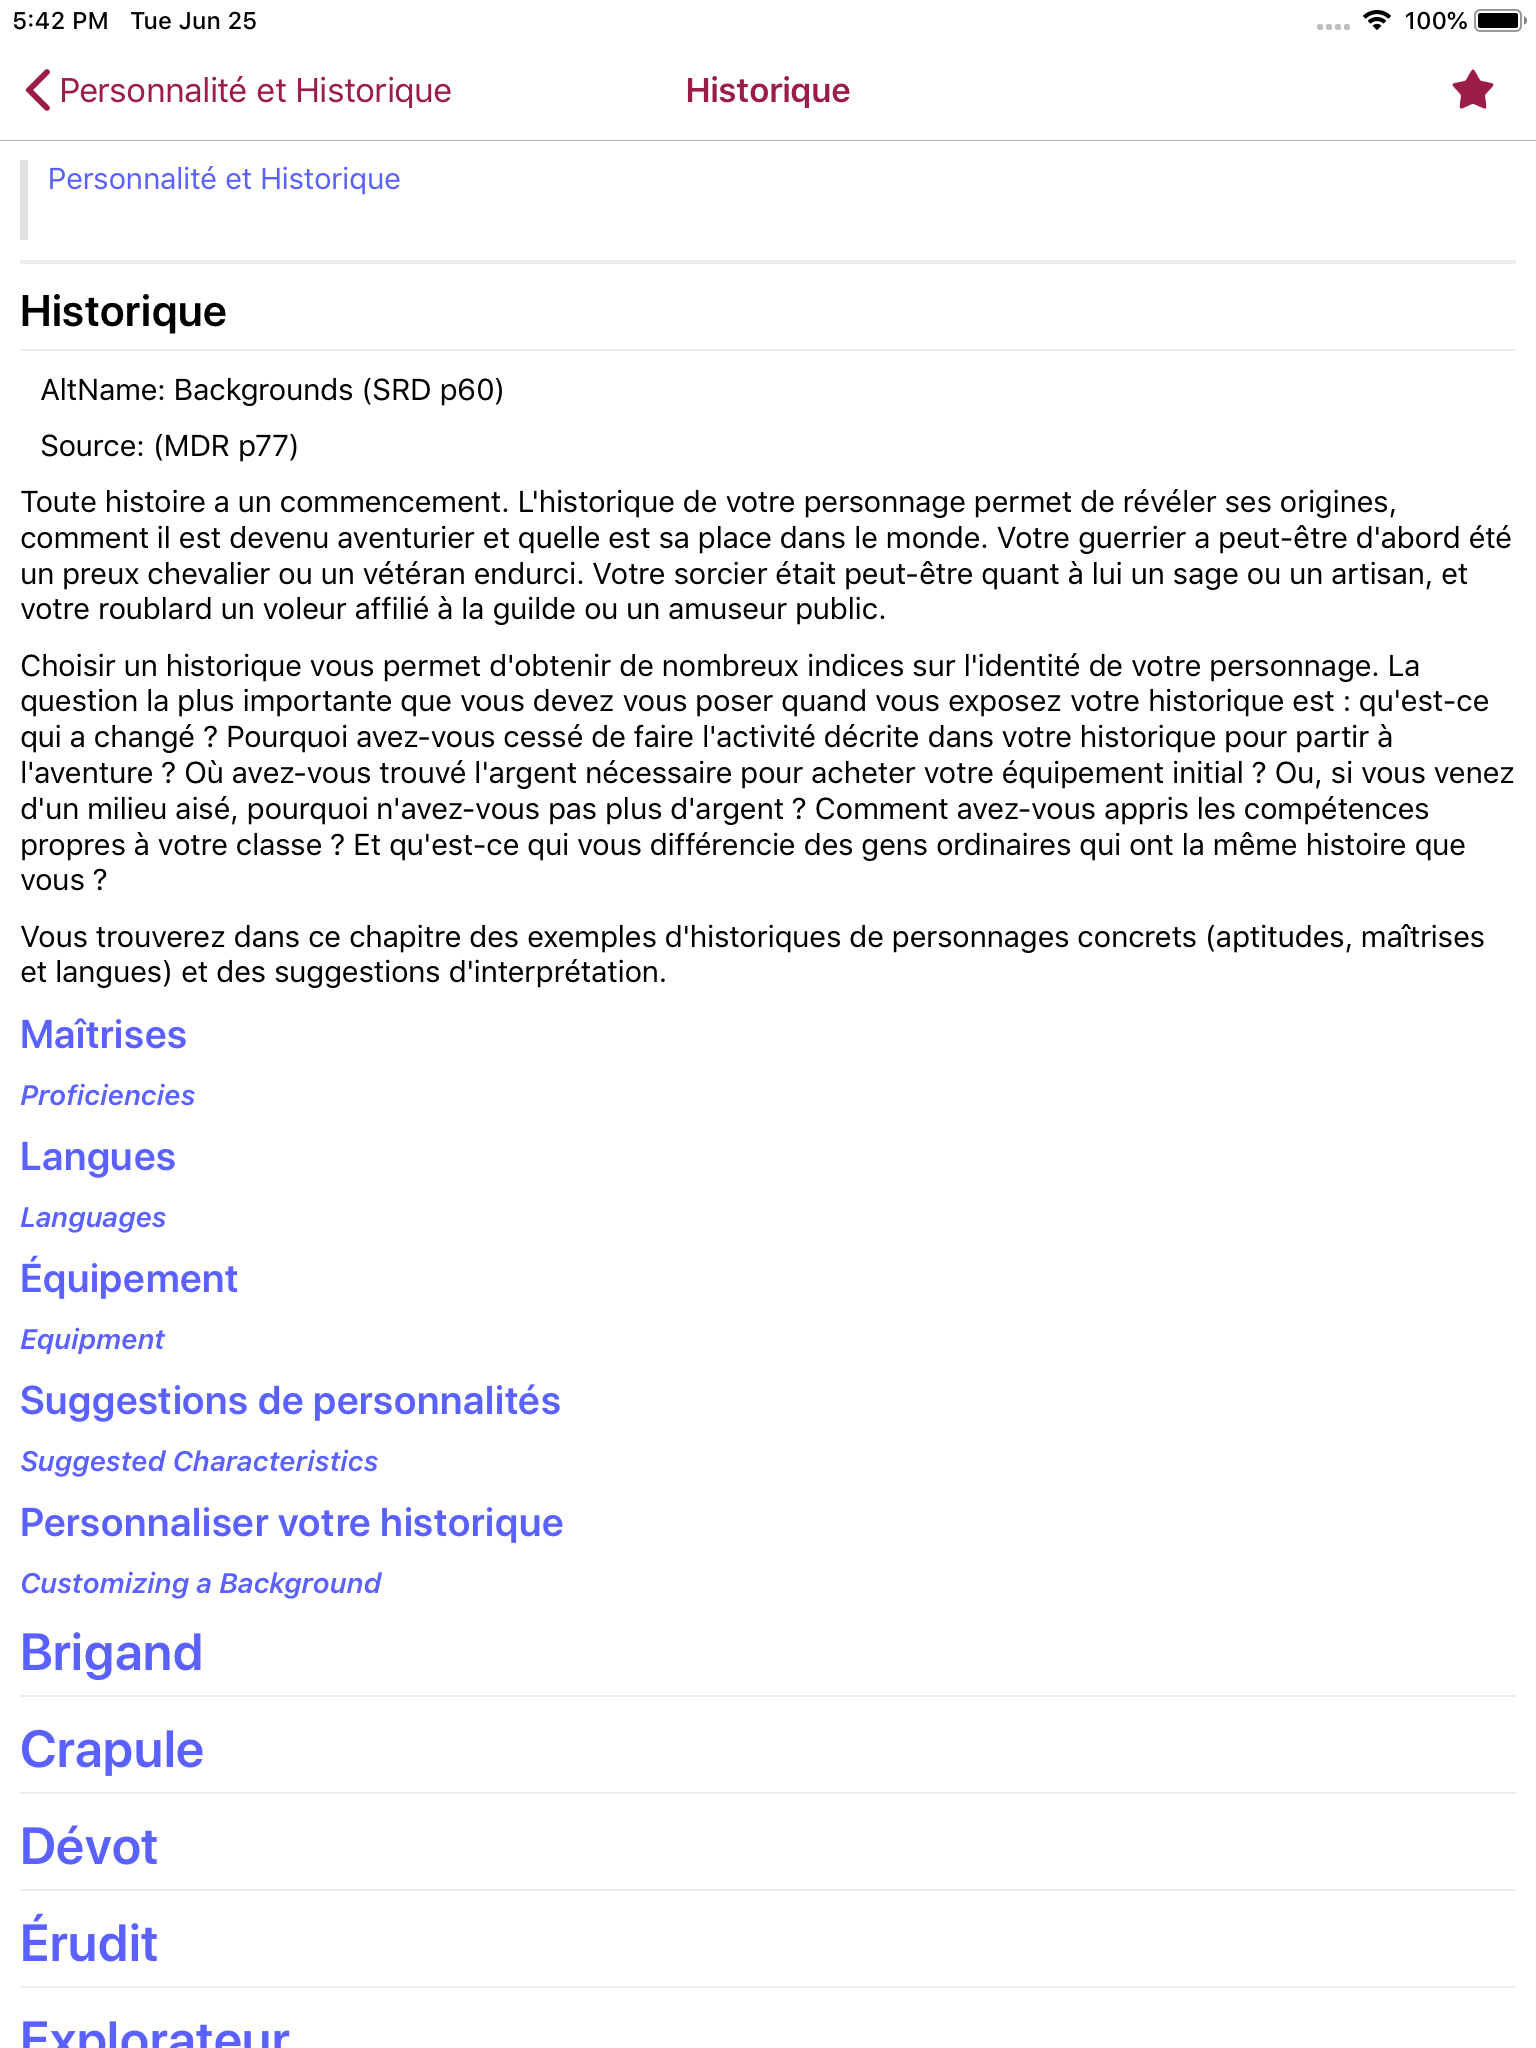 5:42 PM Tue Jun 25 100%
Personnalité et Historique Historique
Personnalité et Historique
Historique
AltName: Backgrounds (SRD p60)
Source: (MDR p77)
Toute histoire a un commencement. L'historique de votre personnage permet de révéler ses origines,
comment il est devenu aventurier et quelle est sa place dans le monde. Votre guerrier a peut-être d'abord été
un preux chevalier ou un vétéran endurci. Votre sorcier était peut-être quant à lui un sage ou un artisan, et
votre roublard un voleur affilié à la guilde ou un amuseur public.
Choisir un historique vous permet d'obtenir de nombreux indices sur l'identité de votre personnage. La
question la plus importante que vous devez vous poser quand vous exposez votre historique est : qu'est-ce
qui a changé ? Pourquoi avez-vous cessé de faire l'activité décrite dans votre historique pour partir à
l'aventure ? Où avez-vous trouvé l'argent nécessaire pour acheter votre équipement initial ? Ou, si vous venez
d'un milieu aisé, pourquoi n'avez-vous pas plus d'argent ? Comment avez-vous appris les compétences
propres à votre classe ? Et qu'est-ce qui vous différencie des gens ordinaires qui ont la même histoire que
vous ?
Vous trouverez dans ce chapitre des exemples d'historiques de personnages concrets (aptitudes, maîtrises
et langues) et des suggestions d'interprétation.
Maîtrises
Proficiencies
Langues
Languages
Équipement
Equipment
Suggestions de personnalités
Suggested Characteristics
Personnaliser votre historique
Customizing a Background
Brigand
Crapule
Dévot
Érudit
Explorateur